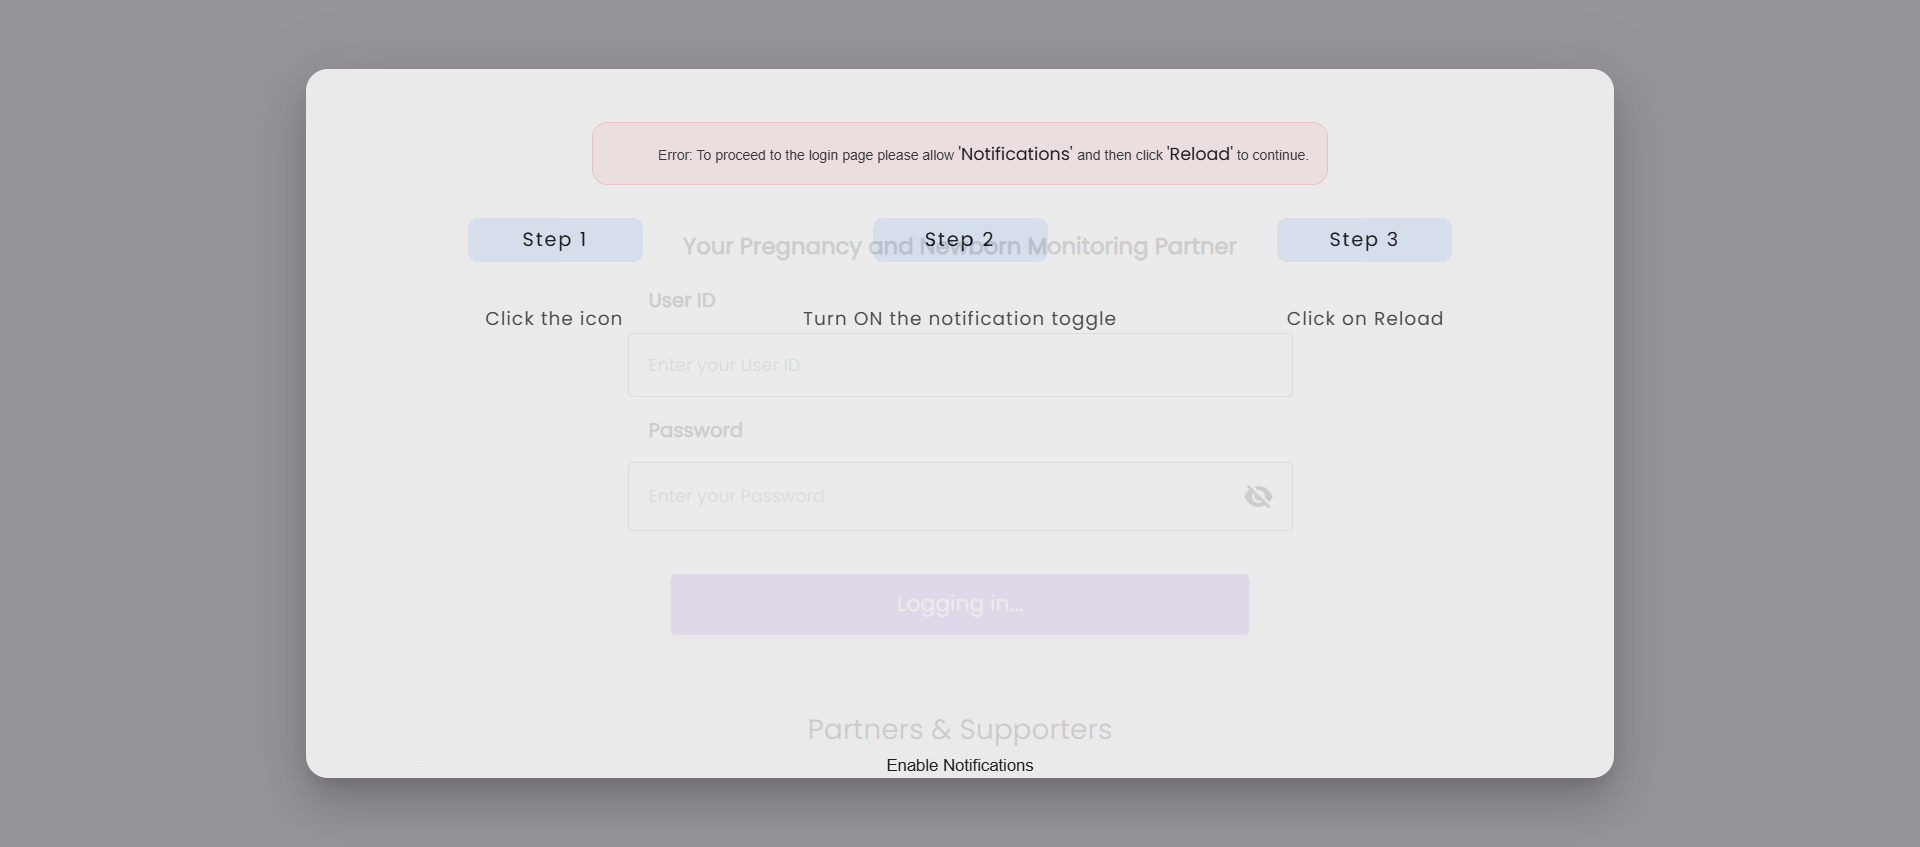 Error: To proceed to the login page please allow 'Notifications' and then click 'Reload' to continue.
Step 1
Step 2
Step 3
Your Pregnancy and Newborn Monitoring Partner
User ID
Click the icon
Turn ON the notification toggle
Click on Reload
Enter your User ID
Password
Enter your Password
Logging in...
Partners & Supporters
Enable Notifications